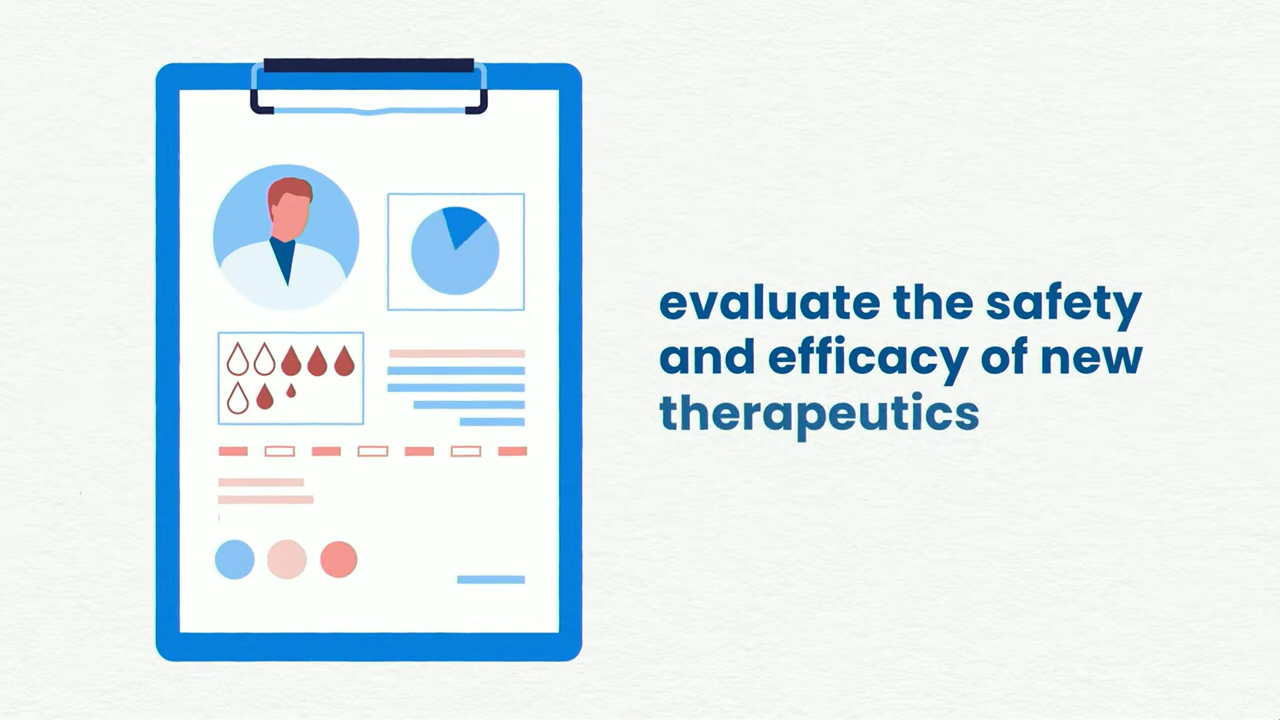 evaluate the safety
and efficacy of new
therapeutics